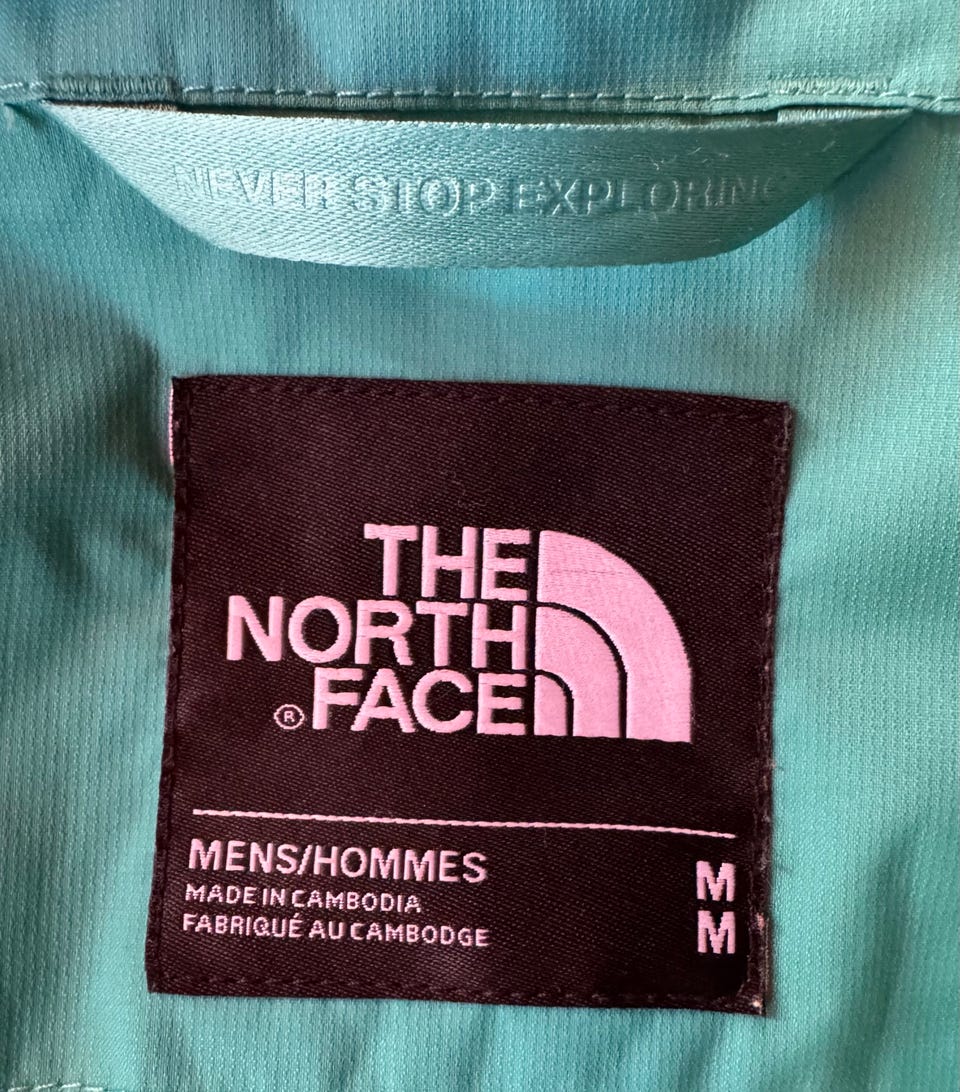 NEVER STOP EXPLORING
THE
NORTH
® FACE
MENS/HOMMES M
MADE IN CAMBODIA
FABRIQUÉ AU CAMBODGE M